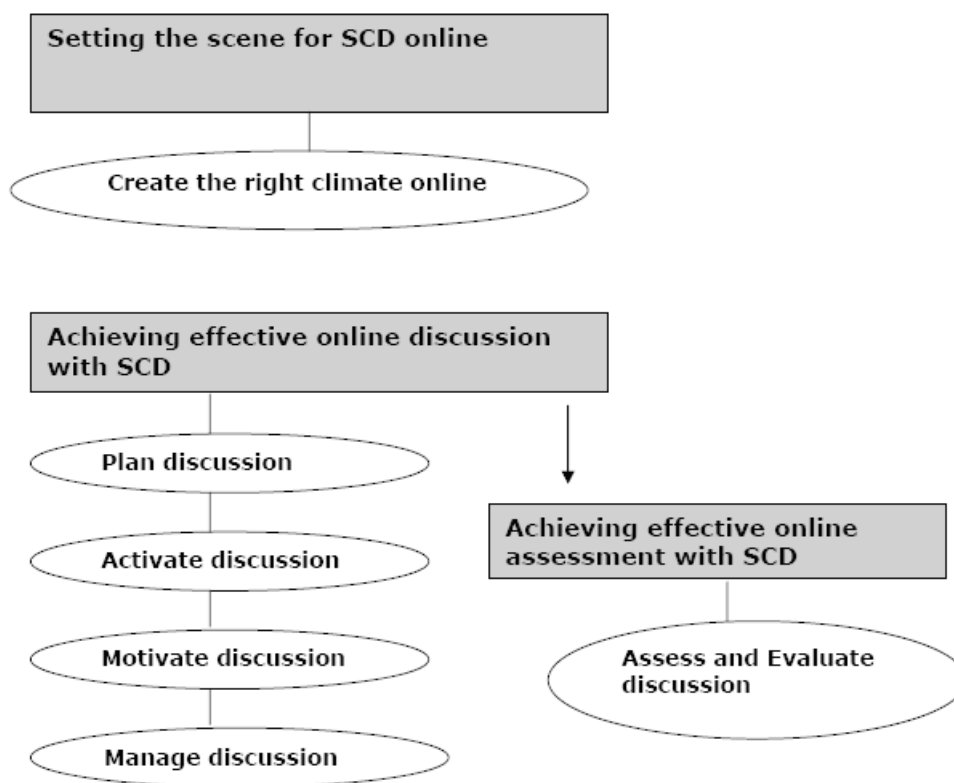 Setting the scene for SCD online
Create the right climate online
Achieving effective online discussion
with SCD
Plan discussion
Activate discussion
Motivate discussion
Manage discussion
Achieving effective online
assessment with SCD
Assess and Evaluate
discussion